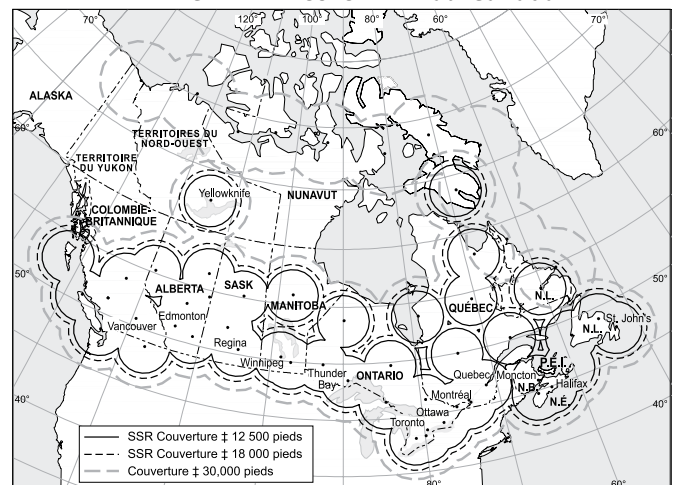 70° 120° 100° 80° 60° 70°
ALASKA
60°
TERRITOIRES DU
NORD-OUEST
60°
TERRITOIRE
DU YUKON
Yellowknife
NUNAVUT
COLOMBIE-
BRITANNIQUE
50°
50°
ALBERTA
SASK
MANITOBA
QUÉBEC
N.L.
St. John's
N.L.
Edmonton
Vancouver
Regina
Winnipeg
Thunder
Bay
ONTARIO
P.E.I.
Quebec
Moncton
N.B.
Halifax
N.É.
Montréal
Ottawa
Toronto
40°
40°
SSR Couverture ‡ 12 500 pieds
SSR Couverture ‡ 18 000 pieds
Couverture ‡ 30,000 pieds
80°
60°